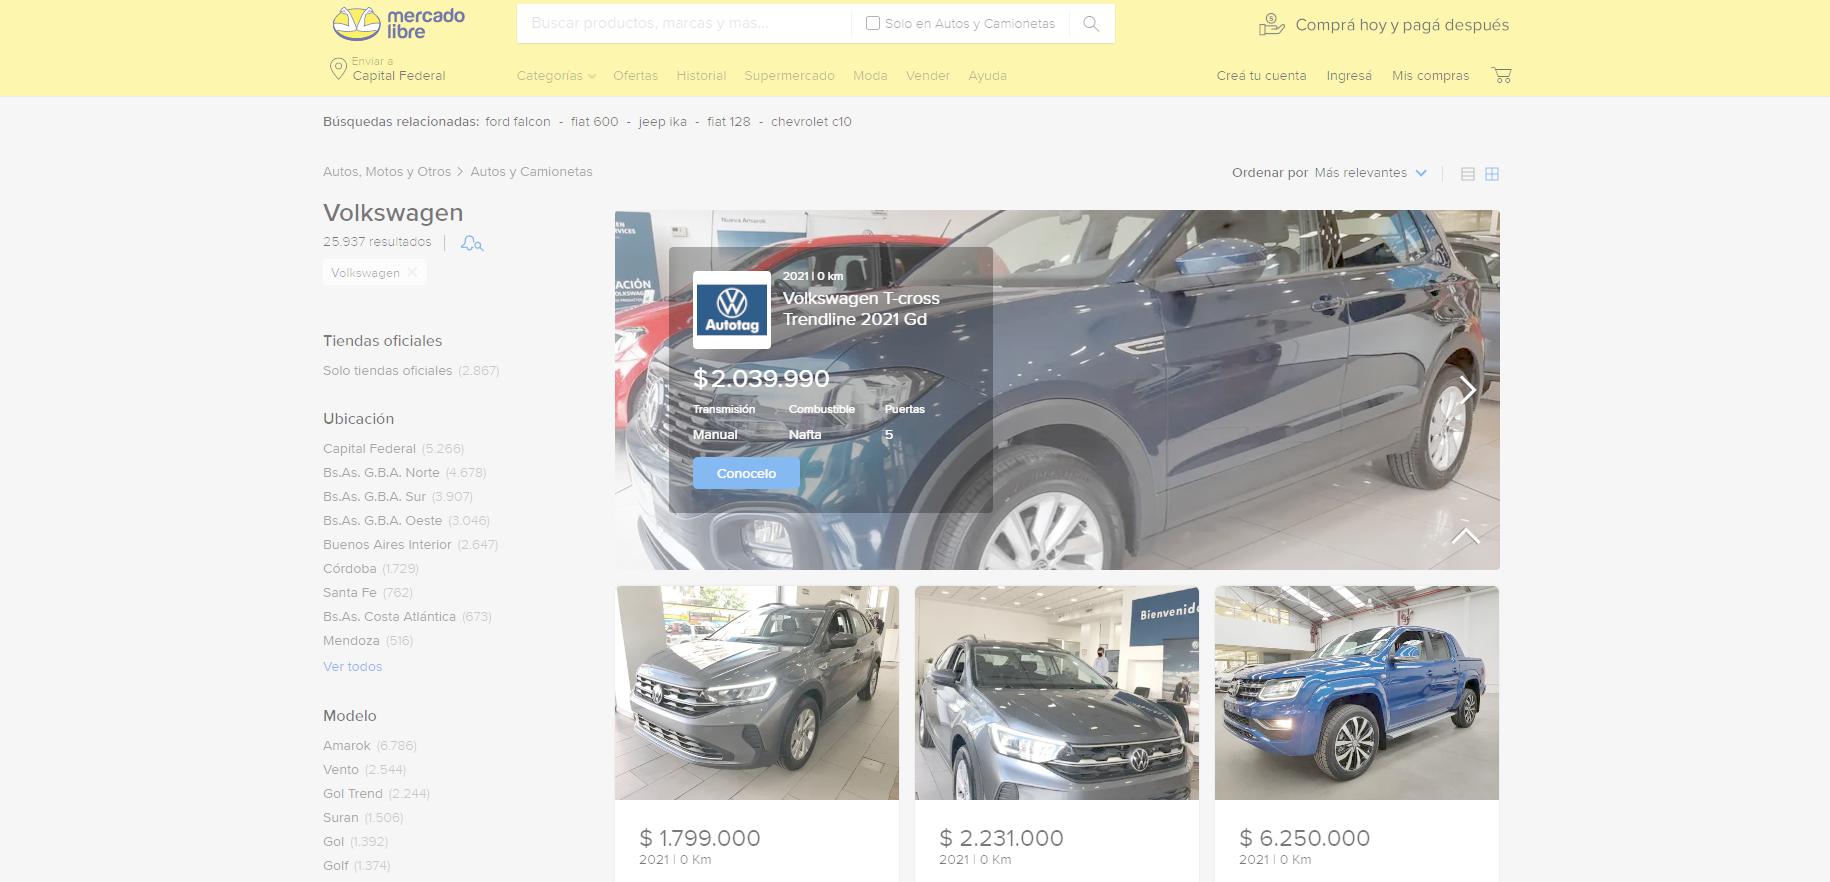 mercado
libre
Buscar productos, marcas y más...
Solo en Autos y Camionetas
Comprá hoy y pagá después
Enviar a
Capital Federal
Categorías Ofertas Historial Supermercado Moda Vender Ayuda
Creá tu cuenta Ingresá Mis compras
Búsquedas relacionadas: ford falcon - fiat 600 - jeep ika - fiat 128 - chevrolet c10
Autos, Motos y Otros > Autos y Camionetas
Ordenar por Más relevantes
Volkswagen
25.937 resultados
Volkswagen
Tiendas oficiales
Solo tiendas oficiales (2.867)
Ubicación
Capital Federal (5.266)
Bs.As. G.B.A. Norte (4.678)
Bs.As. G.B.A. Sur (3.907)
Bs.As. G.B.A. Oeste (3.046)
Buenos Aires Interior (2.647)
Córdoba (1.729)
Santa Fe (762)
Bs.As. Costa Atlántica (673)
Mendoza (516)
Ver todos
Modelo
Amarok (6.786)
Vento (2.544)
Gol Trend (2.244)
Suran (1.506)
Gol (1.392)
Golf (1.374)
Nueva Amarok
Autotag
2021 | 0 km
Volkswagen T-cross
Trendline 2021 Gd
$ 2.039.990
Transmisión Combustible Puertas
Manual Nafta 5
Conocelo
$ 1.799.000
2021 | 0 Km
Bienvenido
$ 2.231.000
2021 | 0 Km
$ 6.250.000
2021 | 0 Km